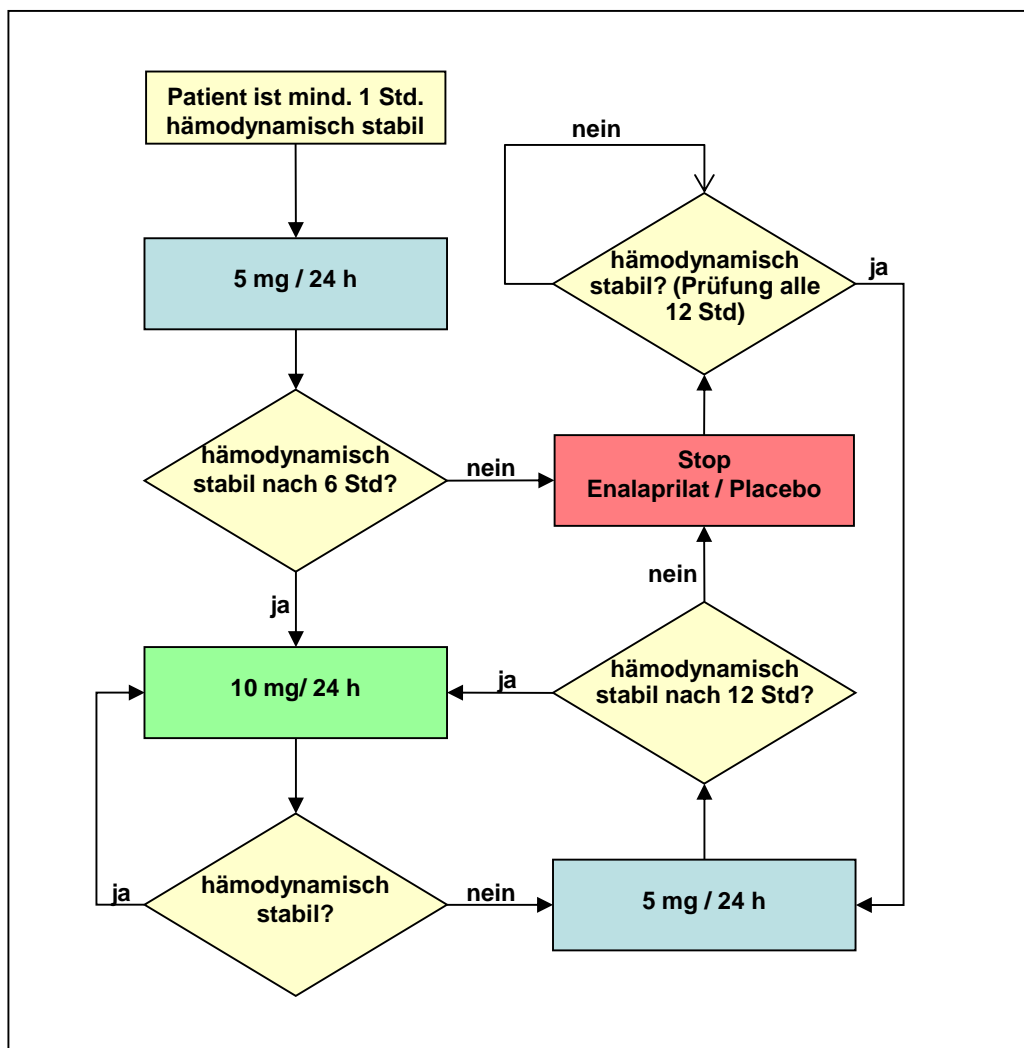 Patient ist mind. 1 Std.
hämodynamisch stabil
nein
hämodynamisch
stabil? (Prüfung alle
12 Std)
ja
5 mg / 24 h
hämodynamisch
stabil nach 6 Std?
nein
Stop
Enalaprilat / Placebo
nein
ja
10 mg/ 24 h
ja
hämodynamisch
stabil nach 12 Std?
ja
hämodynamisch
stabil?
nein
5 mg / 24 h